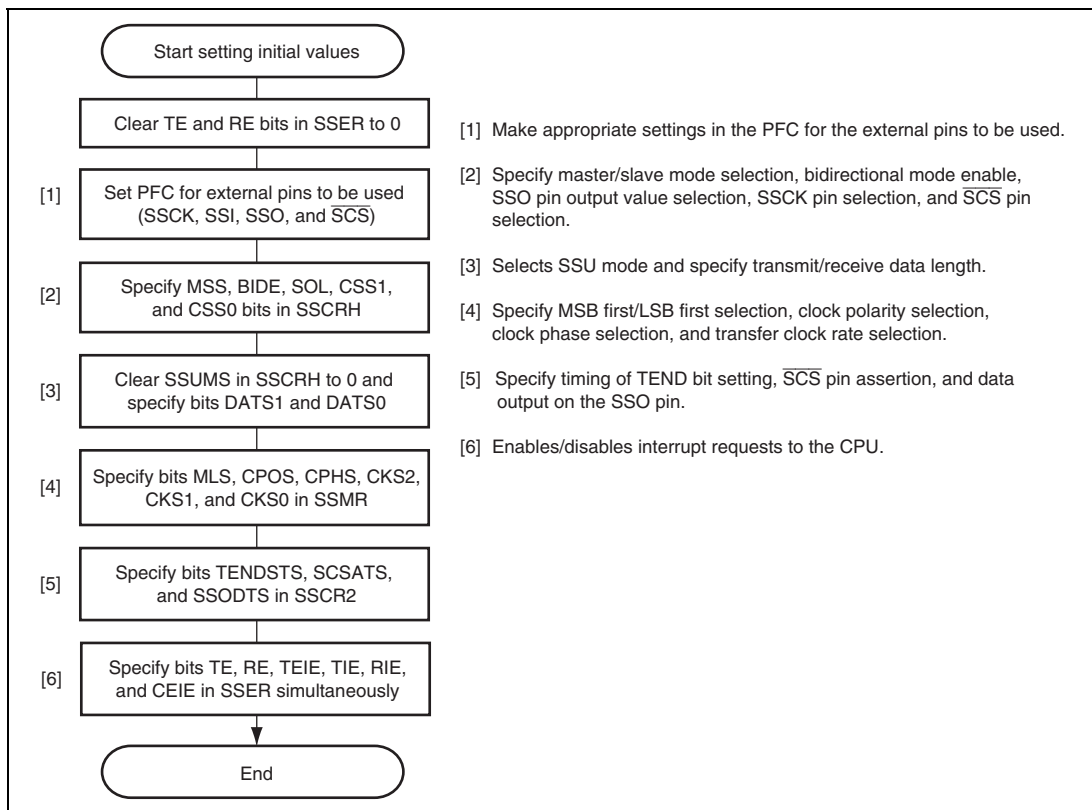 Start setting initial values
Clear TE and RE bits in SSER to 0
[1]
Set PFC for external pins to be used
(SSCK, SSI, SSO, and S̅C̅S̅)
[2]
Specify MSS, BIDE, SOL, CSS1,
and CSS0 bits in SSCRH
[3]
Clear SSUMS in SSCRH to 0 and
specify bits DATS1 and DATS0
[4]
Specify bits MLS, CPOS, CPHS, CKS2,
CKS1, and CKS0 in SSMR
[5]
Specify bits TENDSTS, SCSATS,
and SSODTS in SSCR2
[6]
Specify bits TE, RE, TEIE, TIE, RIE,
and CEIE in SSER simultaneously
End
[1] Make appropriate settings in the PFC for the external pins to be used.
[2] Specify master/slave mode selection, bidirectional mode enable,
SSO pin output value selection, SSCK pin selection, and S̅C̅S̅ pin
selection.
[3] Selects SSU mode and specify transmit/receive data length.
[4] Specify MSB first/LSB first selection, clock polarity selection,
clock phase selection, and transfer clock rate selection.
[5] Specify timing of TEND bit setting, S̅C̅S̅ pin assertion, and data
output on the SSO pin.
[6] Enables/disables interrupt requests to the CPU.